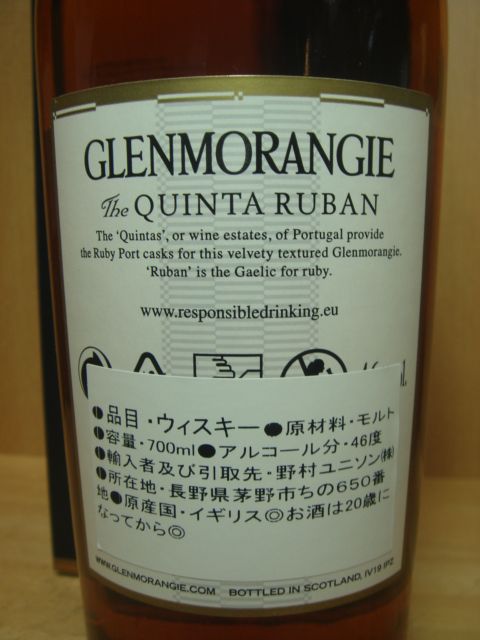 GLENMORANGIE
The QUINTA RUBAN
The 'Quintas', or wine estates, of Portugal provide
the Ruby Port casks for this velvety textured Glenmorangie.
'Ruban' is the Gaelic for ruby.
www.responsibledrinking.eu
●品目・ウィスキー●原材料・モルト
●容量・700ml●アルコール分・46度
●輸入者及び引取先・野村ユニソン㈱
●所在地・長野県茅野市ちの650番
地●原産国・イギリス◎お酒は20歳に
なってから◎
WWW.GLENMORANGIE.COM BOTTLED IN SCOTLAND, IV19 1PZ